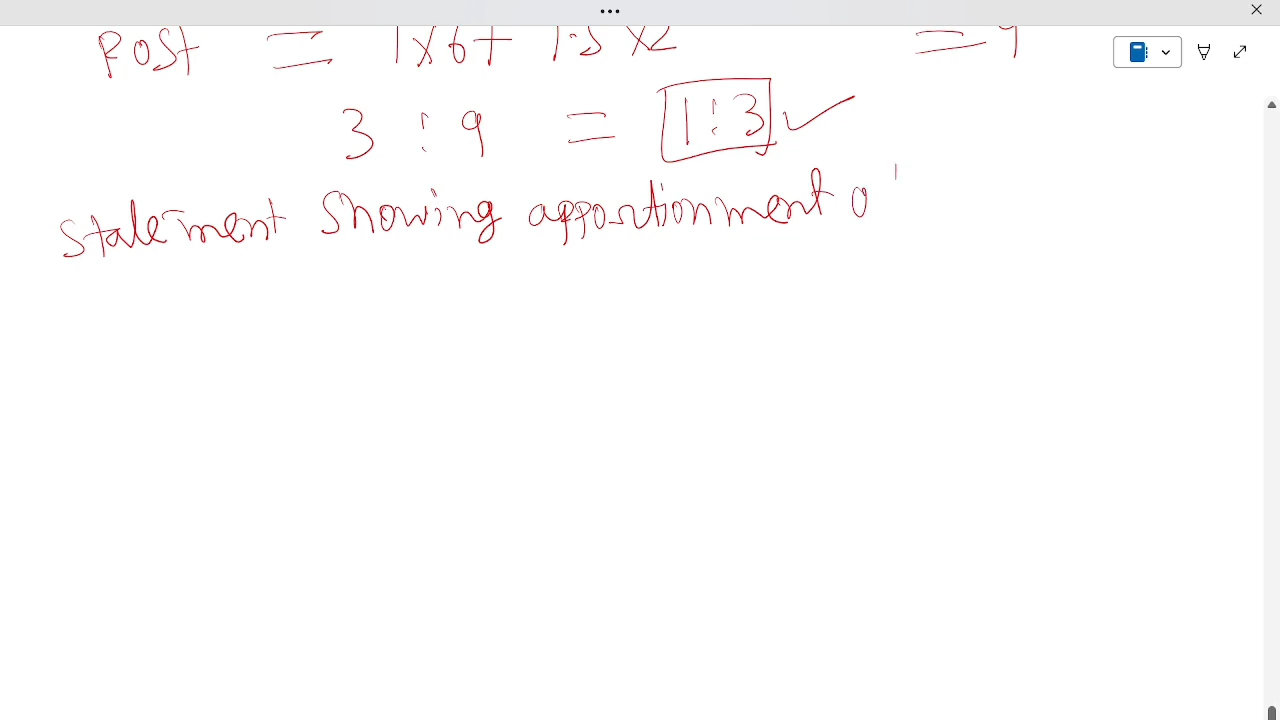 Post = 1x6+ 1.5x2 = 9
3 : 9 = 1:3
Statement Showing apportionment o